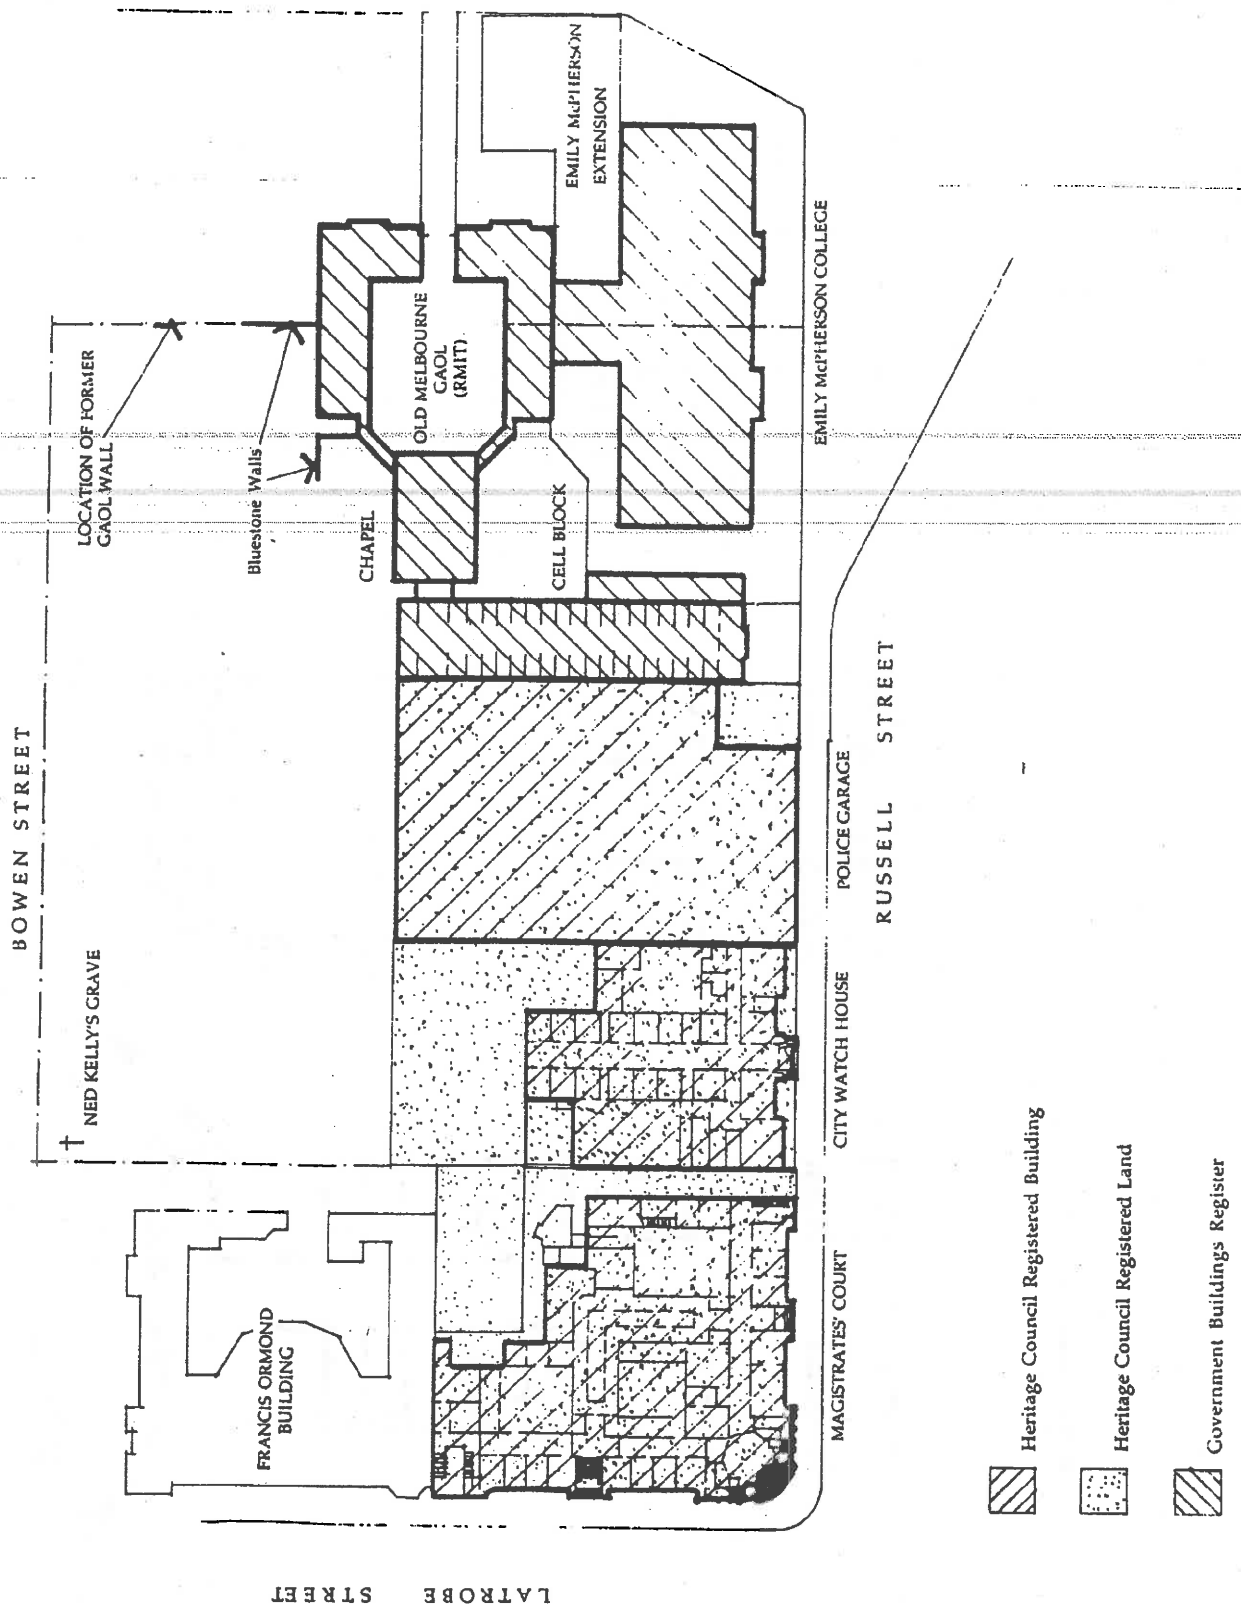 BOWEN STREET
LOCATION OF FORMER
GAOL WALL
Bluestone Walls
NED KELLY'S GRAVE
CHAPEL
OLD MELBOURNE
GAOL
(RMIT)
CELL BLOCK
EMILY McPHERSON
EXTENSION
EMILY McPHERSON COLLEGE
POLICE GARAGE
RUSSELL STREET
CITY WATCH HOUSE
MAGISTRATES' COURT
FRANCIS ORMOND
BUILDING
LATROBE
STREET
Heritage Council Registered Building
Heritage Council Registered Land
Government Buildings Register